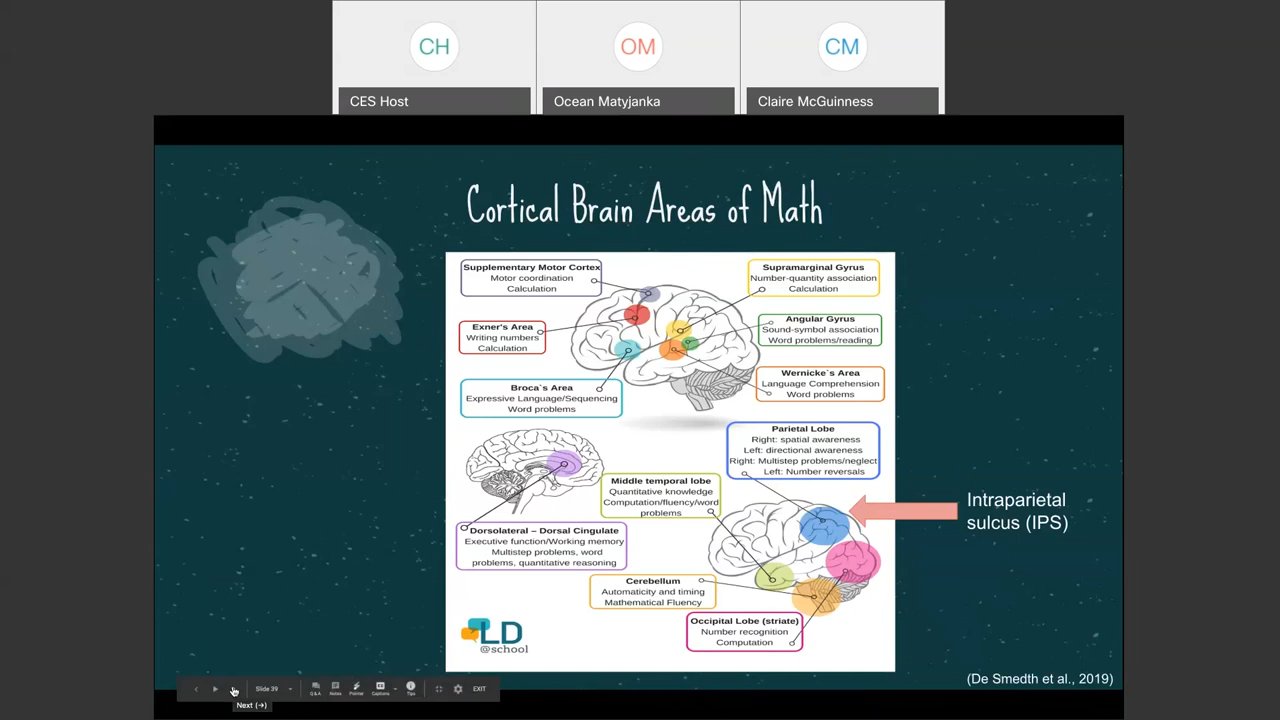 CH
OM
CM
CES Host
Ocean Matyjanka
Claire McGuinness
Cortical Brain Areas of Math
Supplementary Motor Cortex
Motor coordination
Calculation
Supramarginal Gyrus
Number-quantity association
Calculation
Exner's Area
Writing numbers
Calculation
Angular Gyrus
Sound-symbol association
Word problems/reading
Broca`s Area
Expressive Language/Sequencing
Word problems
Wernicke's Area
Language Comprehension
Word problems
Parietal Lobe
Right: spatial awareness
Left: directional awareness
Right: Multistep problems/neglect
Left: Number reversals
Middle temporal lobe
Quantitative knowledge
Computation/fluency/word
problems
Intraparietal
sulcus (IPS)
Dorsolateral – Dorsal Cingulate
Executive function/Working memory
Multistep problems, word
problems, quantitative reasoning
Cerebellum
Automaticity and timing
Mathematical Fluency
Occipital Lobe (striate)
Number recognition
Computation
LD
@school
(De Smedth et al., 2019)
Slide 39
Q&A
Notes
Pointer
Captions
Tips
EXIT
Next (→)